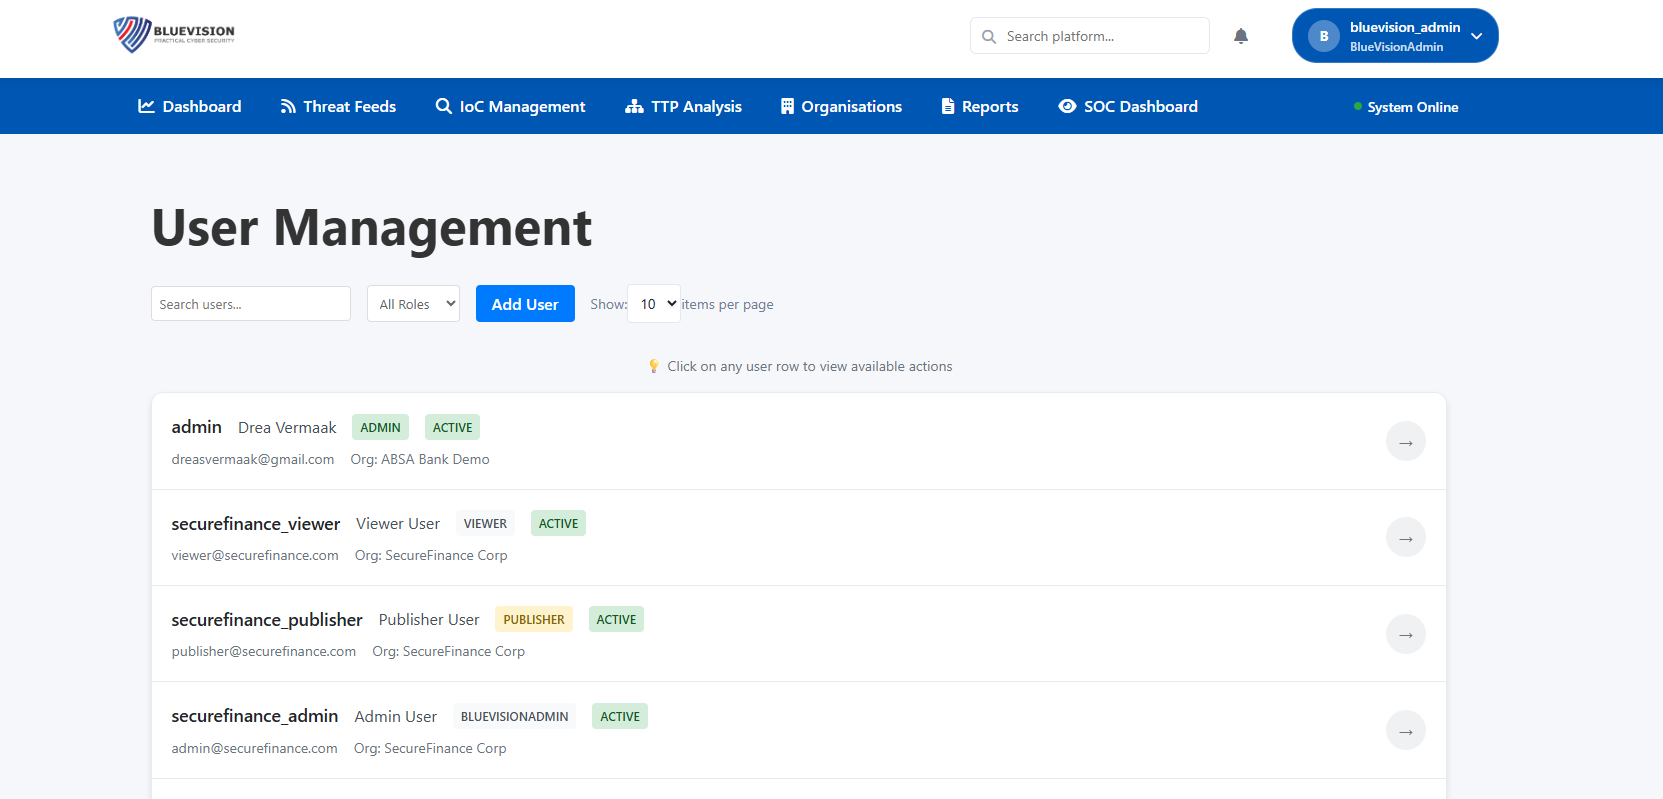 BLUEVISION
PRACTICAL CYBER SECURITY
Search platform...
B
bluevision_admin
BlueVisionAdmin
Dashboard
Threat Feeds
IoC Management
TTP Analysis
Organisations
Reports
SOC Dashboard
System Online
User Management
Search users...
All Roles
Add User
Show: 10 items per page
💡 Click on any user row to view available actions
admin Drea Vermaak ADMIN ACTIVE
dreasvermaak@gmail.com Org: ABSA Bank Demo
→
securefinance_viewer Viewer User VIEWER ACTIVE
viewer@securefinance.com Org: SecureFinance Corp
→
securefinance_publisher Publisher User PUBLISHER ACTIVE
publisher@securefinance.com Org: SecureFinance Corp
→
securefinance_admin Admin User BLUEVISIONADMIN ACTIVE
admin@securefinance.com Org: SecureFinance Corp
→